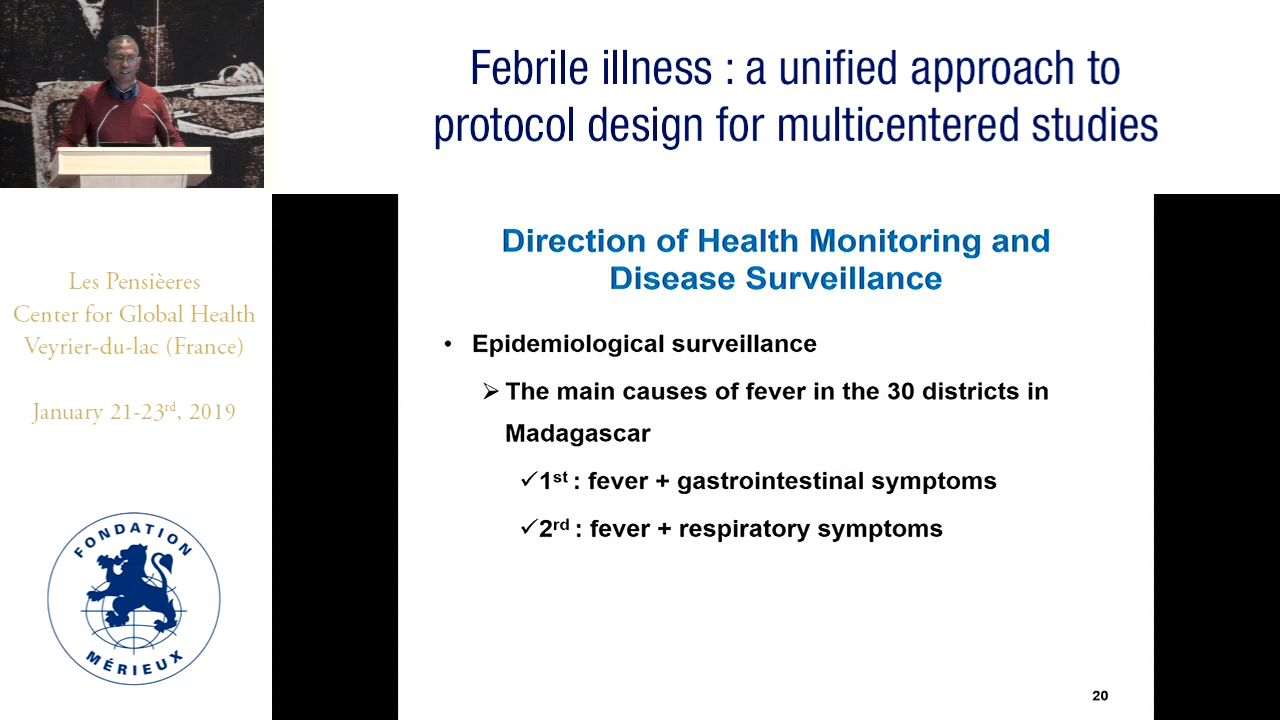 Febrile illness : a unified approach to
protocol design for multicentered studies
Les Pensièeres
Center for Global Health
Veyrier-du-lac (France)
January 21-23rd, 2019
FONDATION
MÉRIEUX
Direction of Health Monitoring and
Disease Surveillance
• Epidemiological surveillance
➢ The main causes of fever in the 30 districts in
Madagascar
✓1st : fever + gastrointestinal symptoms
✓2rd : fever + respiratory symptoms
20